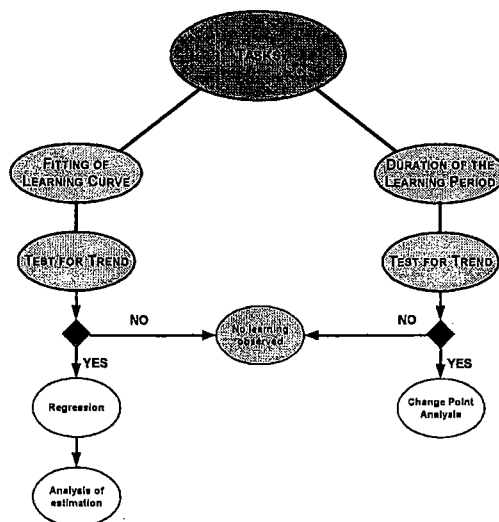 TASKS
FITTING OF
LEARNING CURVE
DURATION OF THE
LEARNING PERIOD
TEST FOR TREND
TEST FOR TREND
NO
No learning
observed
NO
YES
YES
Regression
Change Point
Analysis
Analysis of
estimation